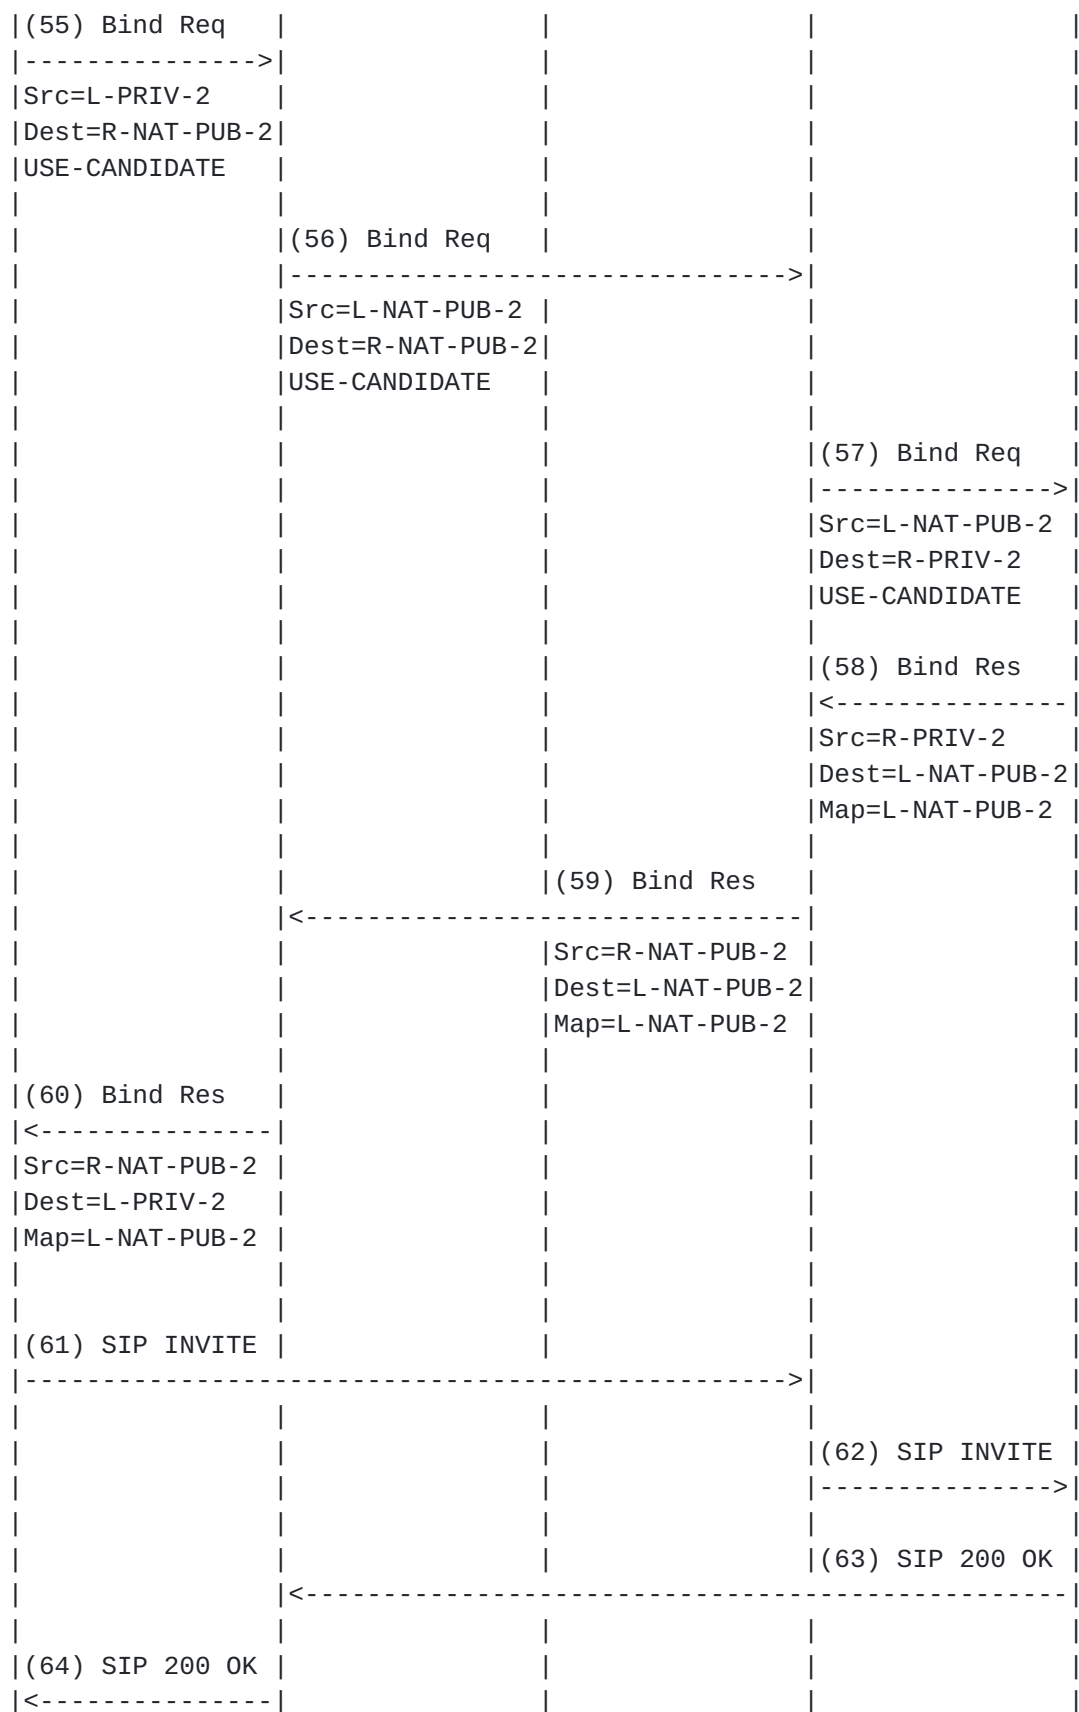 |(55) Bind Req   |                |                |                |
|--------------->|                |                |                |
|Src=L-PRIV-2    |                |                |                |
|Dest=R-NAT-PUB-2|                |                |                |
|USE-CANDIDATE   |                |                |                |
|                |                |                |                |
|                |(56) Bind Req   |                |                |
|                |-------------------------------->|                |
|                |Src=L-NAT-PUB-2 |                |                |
|                |Dest=R-NAT-PUB-2|                |                |
|                |USE-CANDIDATE   |                |                |
|                |                |                |                |
|                |                |                |(57) Bind Req   |
|                |                |                |--------------->|
|                |                |                |Src=L-NAT-PUB-2 |
|                |                |                |Dest=R-PRIV-2   |
|                |                |                |USE-CANDIDATE   |
|                |                |                |                |
|                |                |                |(58) Bind Res   |
|                |                |                |<---------------|
|                |                |                |Src=R-PRIV-2    |
|                |                |                |Dest=L-NAT-PUB-2|
|                |                |                |Map=L-NAT-PUB-2 |
|                |                |                |                |
|                |                |(59) Bind Res   |                |
|                |<--------------------------------|                |
|                |                |Src=R-NAT-PUB-2 |                |
|                |                |Dest=L-NAT-PUB-2|                |
|                |                |Map=L-NAT-PUB-2 |                |
|                |                |                |                |
|(60) Bind Res   |                |                |                |
|<---------------|                |                |                |
|Src=R-NAT-PUB-2 |                |                |                |
|Dest=L-PRIV-2   |                |                |                |
|Map=L-NAT-PUB-2 |                |                |                |
|                |                |                |                |
|                |                |                |                |
|(61) SIP INVITE |                |                |                |
|------------------------------------------------->|                |
|                |                |                |                |
|                |                |                |(62) SIP INVITE |
|                |                |                |--------------->|
|                |                |                |                |
|                |                |                |(63) SIP 200 OK |
|                |<-------------------------------------------------|
|                |                |                |                |
|(64) SIP 200 OK |                |                |                |
|<---------------|                |                |                |